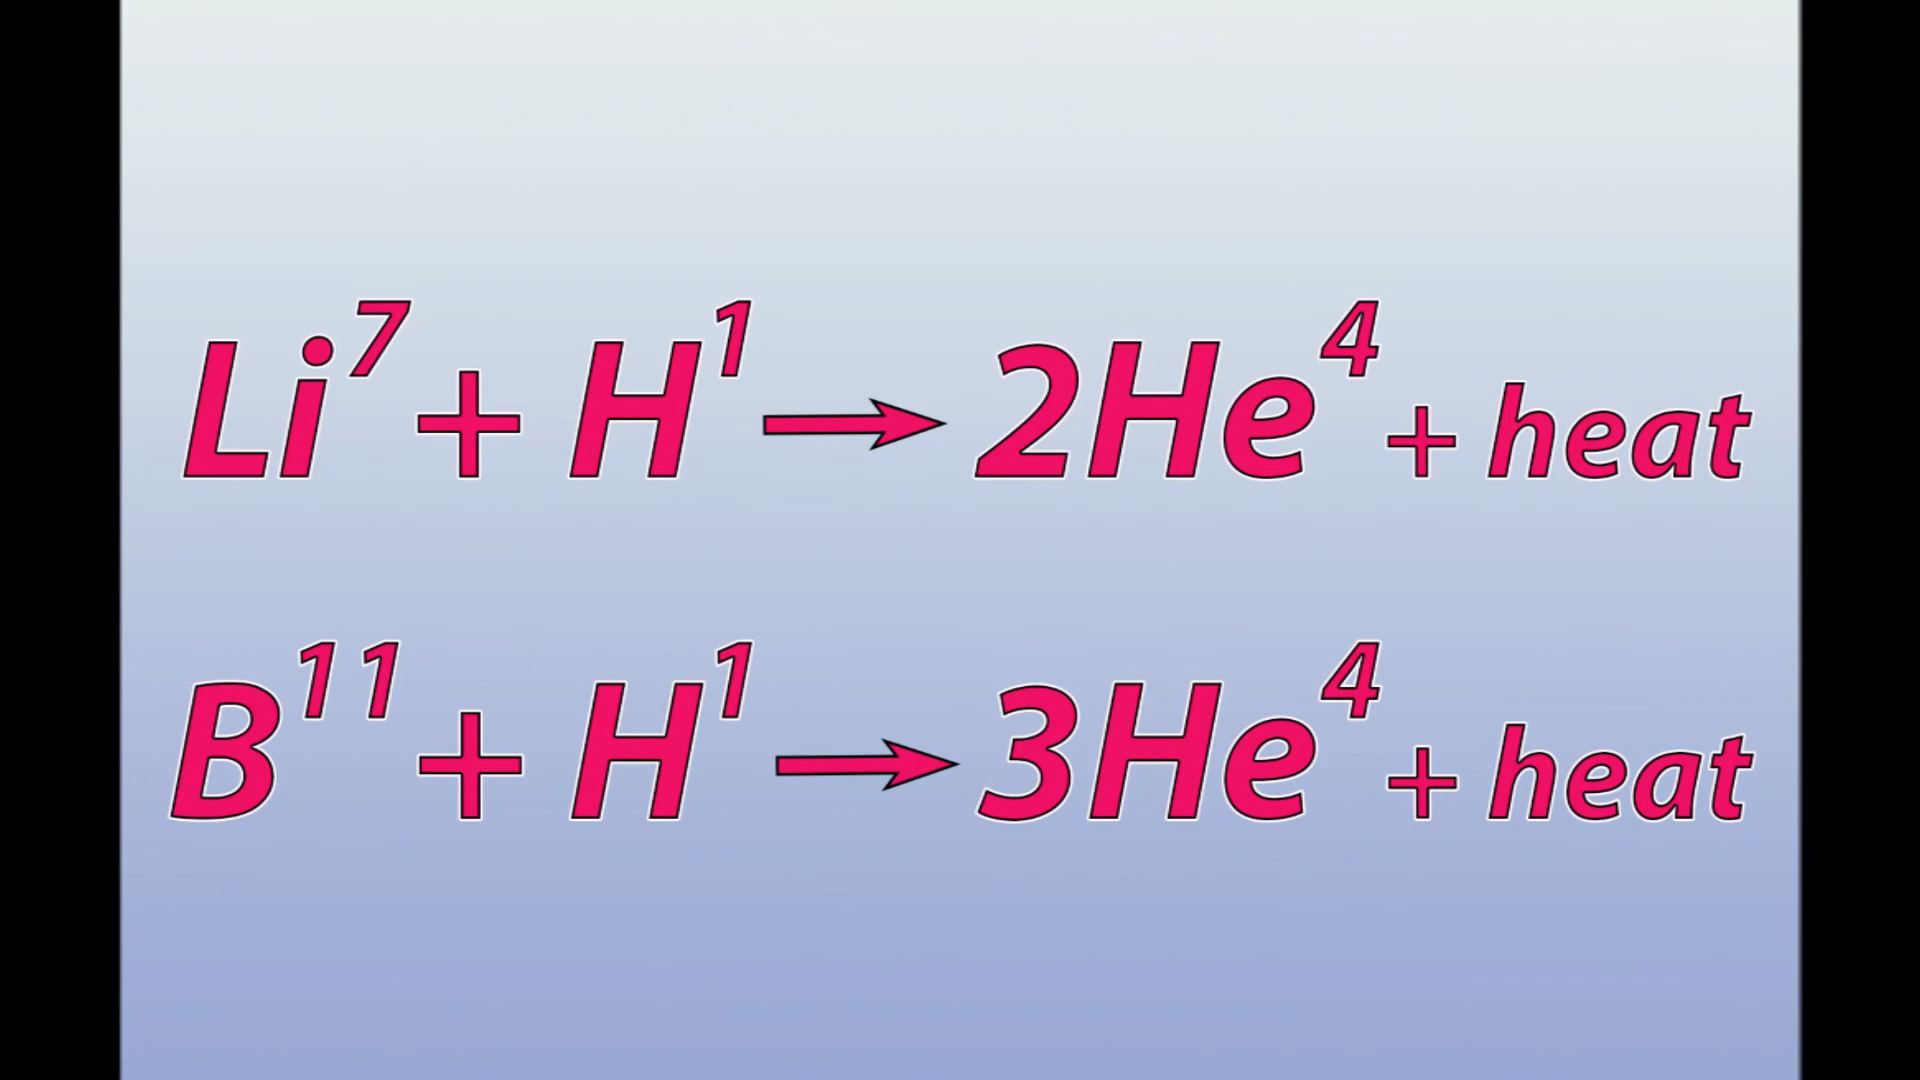 Li⁷ + H¹ → 2He⁴ + heat
B¹¹ + H¹ → 3He⁴ + heat